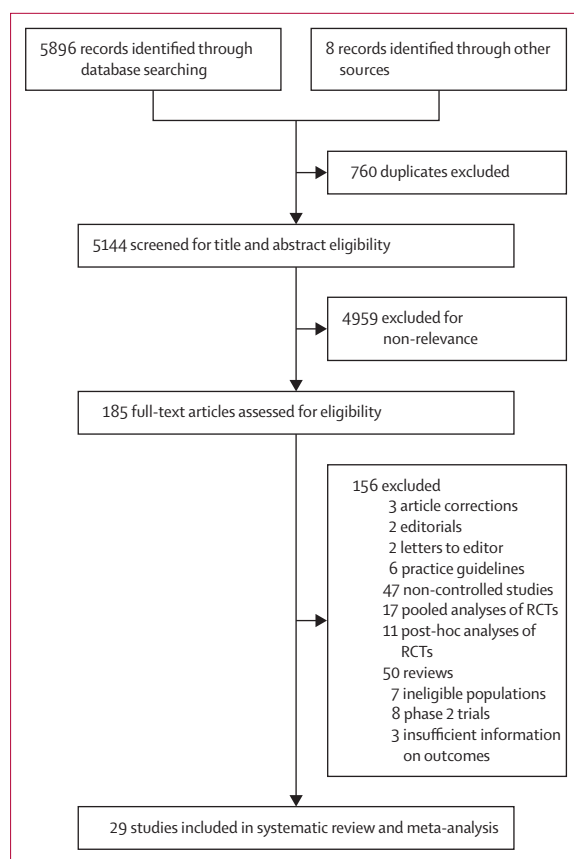 5896 records identified through
database searching
8 records identified through other
sources
760 duplicates excluded
5144 screened for title and abstract eligibility
4959 excluded for
non-relevance
185 full-text articles assessed for eligibility
156 excluded
3 article corrections
2 editorials
2 letters to editor
6 practice guidelines
47 non-controlled studies
17 pooled analyses of RCTs
11 post-hoc analyses of
RCTs
50 reviews
7 ineligible populations
8 phase 2 trials
3 insufficient information
on outcomes
29 studies included in systematic review and meta-analysis